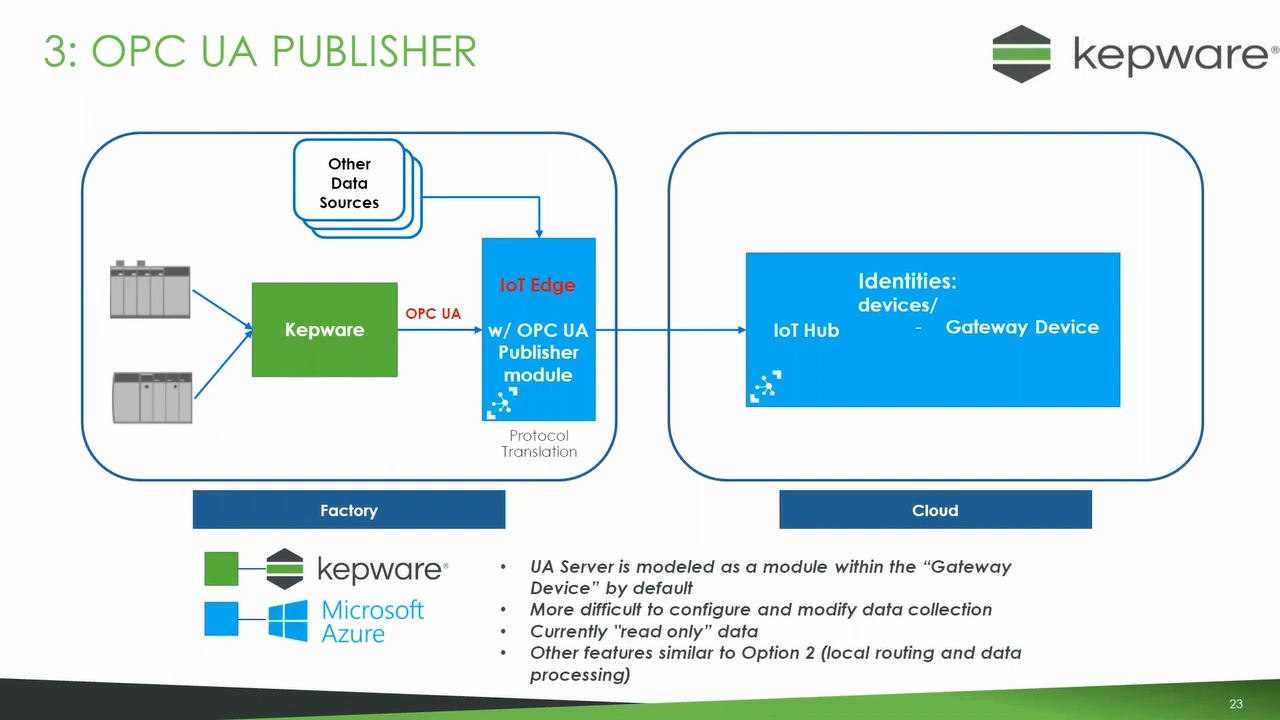 3: OPC UA PUBLISHER
kepware®
Other
Data
Sources
IoT Edge
Kepware
OPC UA
w/ OPC UA
Publisher
module
Protocol
Translation
Identities:
devices/
IoT Hub
- Gateway Device
Factory
Cloud
kepware®
Microsoft
Azure
• UA Server is modeled as a module within the “Gateway
Device” by default
• More difficult to configure and modify data collection
• Currently "read only” data
• Other features similar to Option 2 (local routing and data
processing)
23